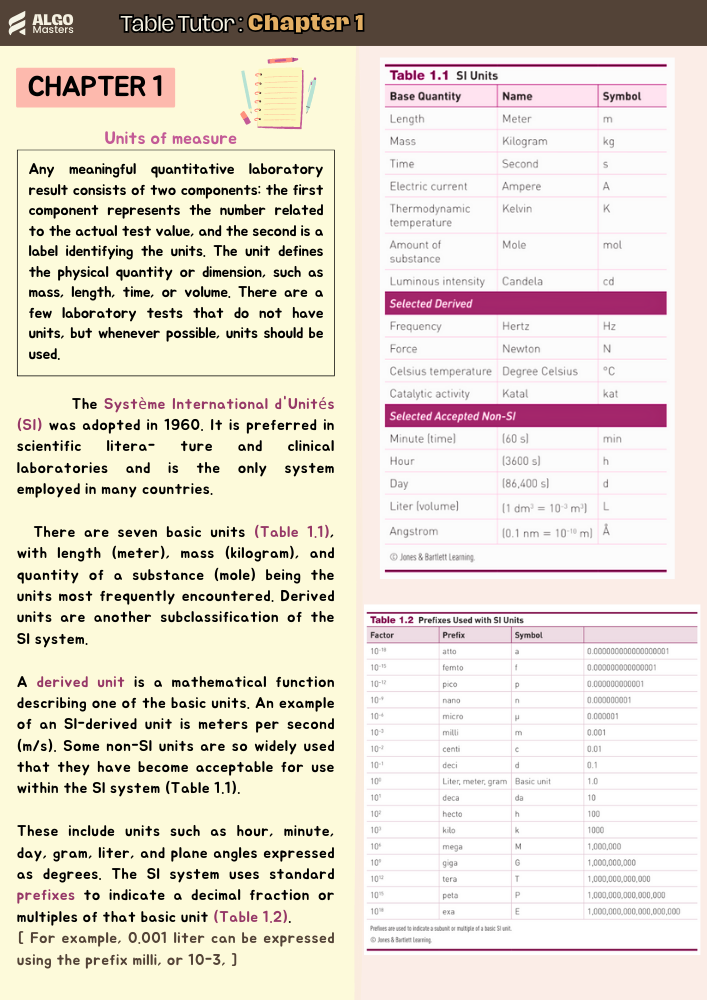 ALGO
Masters
Table Tutor : Chapter 1
CHAPTER 1
Units of measure
Any meaningful quantitative laboratory
result consists of two components: the first
component represents the number related
to the actual test value, and the second is a
label identifying the units. The unit defines
the physical quantity or dimension, such as
mass, length, time, or volume. There are a
few laboratory tests that do not have
units, but whenever possible, units should be
used.
The Système International d'Unités
(SI) was adopted in 1960. It is preferred in
scientific litera- ture and clinical
laboratories and is the only system
employed in many countries.
There are seven basic units (Table 1.1),
with length (meter), mass (kilogram), and
quantity of a substance (mole) being the
units most frequently encountered. Derived
units are another subclassification of the
SI system.
A derived unit is a mathematical function
describing one of the basic units. An example
of an SI-derived unit is meters per second
(m/s). Some non-SI units are so widely used
that they have become acceptable for use
within the SI system (Table 1.1).
These include units such as hour, minute,
day, gram, liter, and plane angles expressed
as degrees. The SI system uses standard
prefixes to indicate a decimal fraction or
multiples of that basic unit (Table 1.2).
[ For example, 0.001 liter can be expressed
using the prefix milli, or 10-3, ]
Table 1.1 SI Units
Base Quantity Name Symbol
Length Meter m
Mass Kilogram kg
Time Second s
Electric current Ampere A
Thermodynamic Kelvin K
temperature
Amount of Mole mol
substance
Luminous intensity Candela cd
Selected Derived
Frequency Hertz Hz
Force Newton N
Celsius temperature Degree Celsius °C
Catalytic activity Katal kat
Selected Accepted Non-SI
Minute (time) (60 s) min
Hour (3600 s) h
Day (86,400 s) d
Liter (volume) (1 dm³ = 10⁻³ m³) L
Angstrom (0.1 nm = 10⁻¹⁰ m) Å
© Jones & Bartlett Learning.
Table 1.2 Prefixes Used with SI Units
Factor Prefix Symbol
10⁻¹⁸ atto a 0.000000000000000001
10⁻¹⁵ femto f 0.000000000000001
10⁻¹² pico p 0.000000000001
10⁻⁹ nano n 0.000000001
10⁻⁶ micro μ 0.000001
10⁻³ milli m 0.001
10⁻² centi c 0.01
10⁻¹ deci d 0.1
10⁰ Liter, meter, gram Basic unit 1.0
10¹ deca da 10
10² hecto h 100
10³ kilo k 1000
10⁶ mega M 1,000,000
10⁹ giga G 1,000,000,000
10¹² tera T 1,000,000,000,000
10¹⁵ peta P 1,000,000,000,000,000
10¹⁸ exa E 1,000,000,000,000,000,000
Prefixes are used to indicate a subunit or multiple of a basic SI unit.
© Jones & Bartlett Learning.